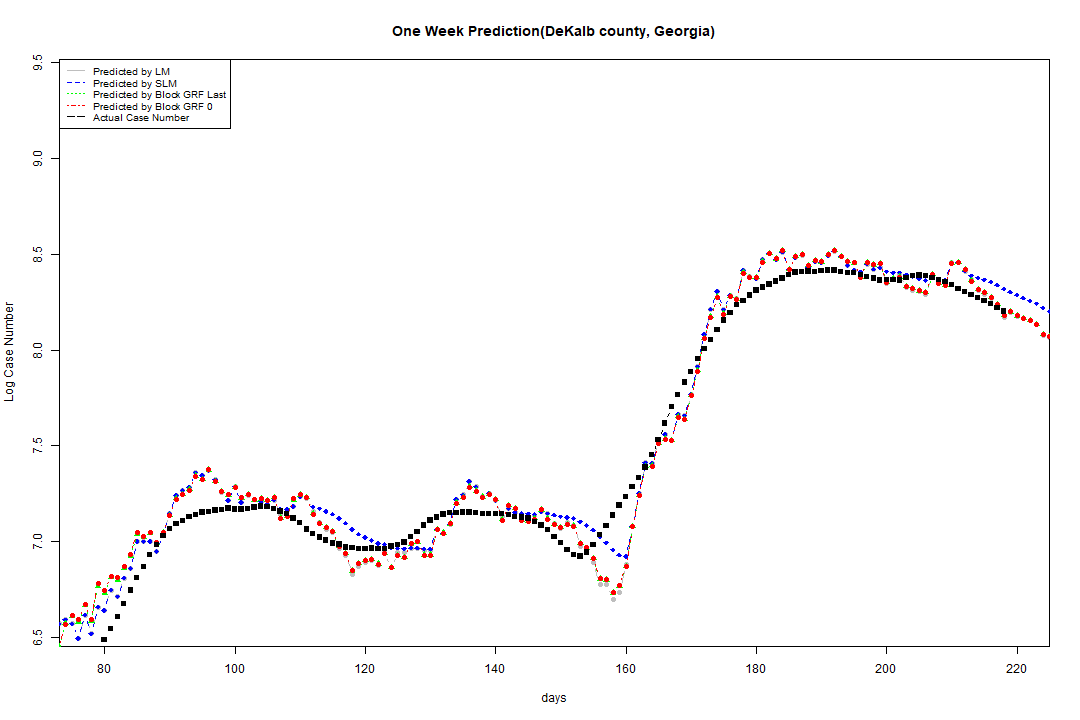 One Week Prediction(DeKalb county, Georgia)
Predicted by LM
Predicted by SLM
Predicted by Block GRF Last
Predicted by Block GRF 0
Actual Case Number
9.5
9.0
8.5
8.0
7.5
7.0
6.5
Log Case Number
80 100 120 140 160 180 200 220
days